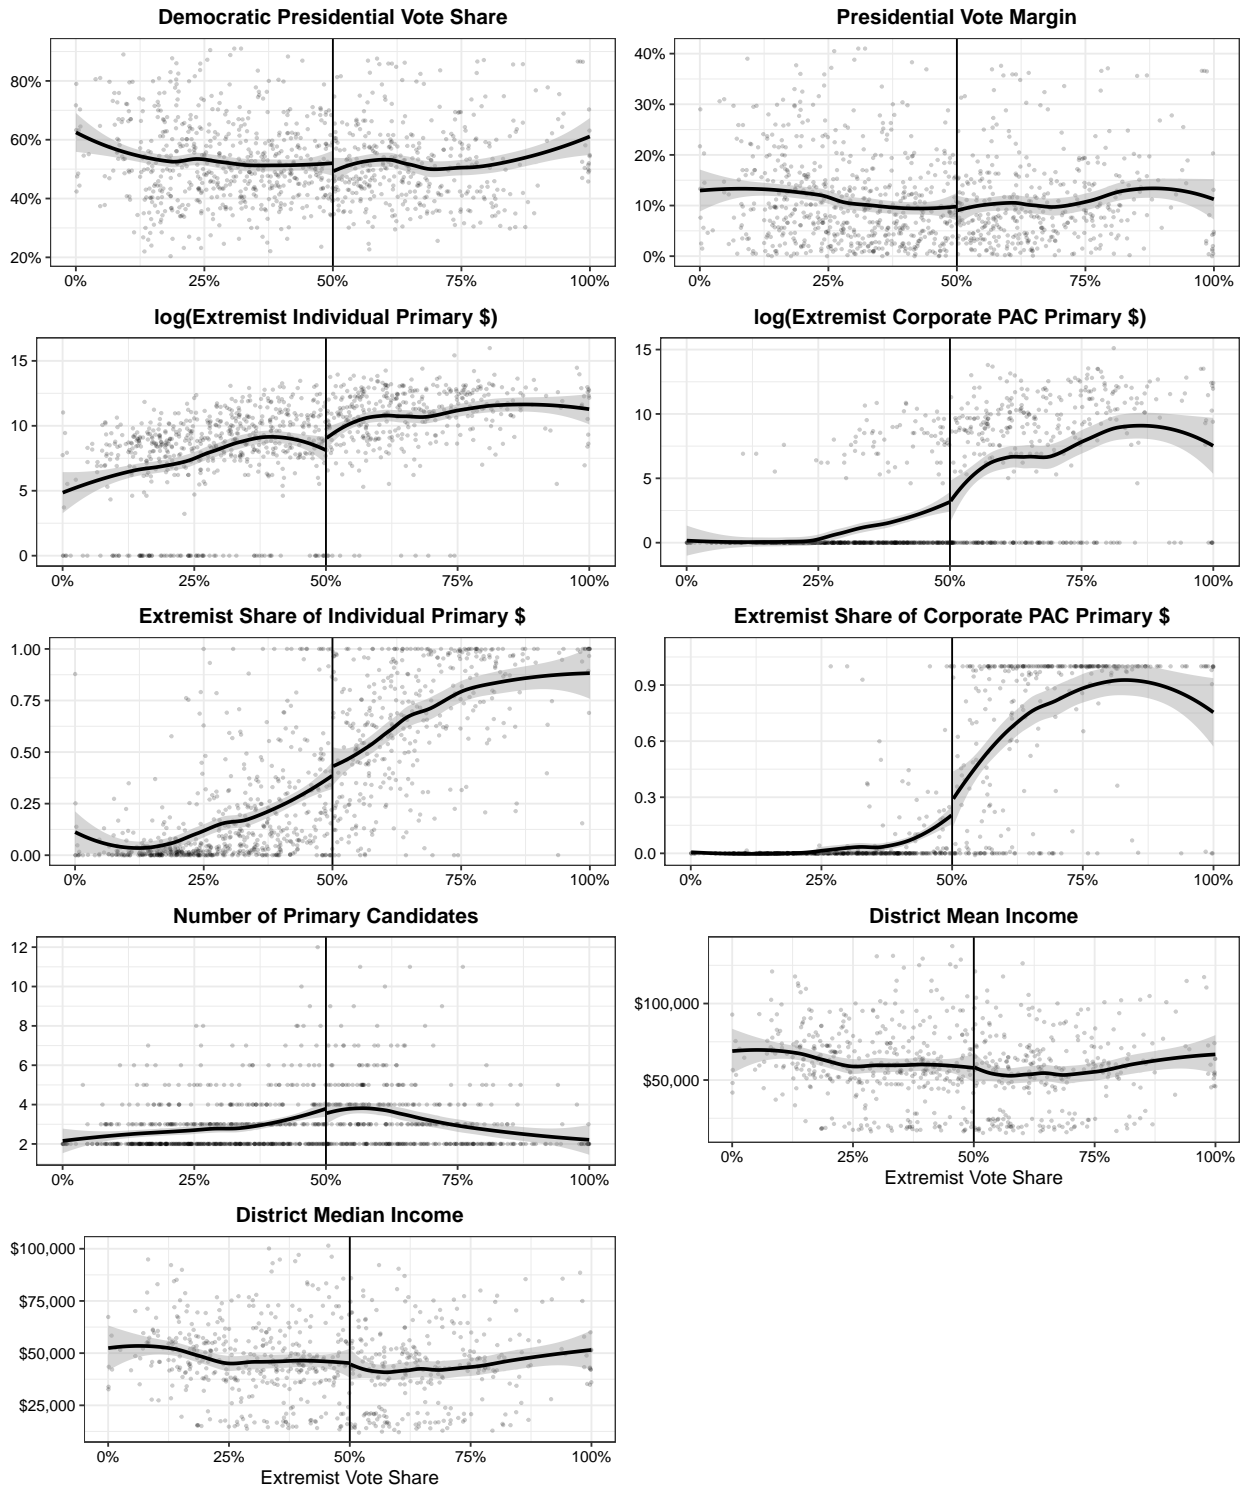 Democratic Presidential Vote Share
80%
60%
40%
20%
0% 25% 50% 75% 100%
Presidential Vote Margin
40%
30%
20%
10%
0%
0% 25% 50% 75% 100%
log(Extremist Individual Primary $)
15
10
5
0
0% 25% 50% 75% 100%
log(Extremist Corporate PAC Primary $)
15
10
5
0
0% 25% 50% 75% 100%
Extremist Share of Individual Primary $
1.00
0.75
0.50
0.25
0.00
0% 25% 50% 75% 100%
Extremist Share of Corporate PAC Primary $
0.9
0.6
0.3
0.0
0% 25% 50% 75% 100%
Number of Primary Candidates
12
10
8
6
4
2
0% 25% 50% 75% 100%
District Mean Income
$100,000
$50,000
0% 25% 50% 75% 100%
Extremist Vote Share
District Median Income
$100,000
$75,000
$50,000
$25,000
0% 25% 50% 75% 100%
Extremist Vote Share